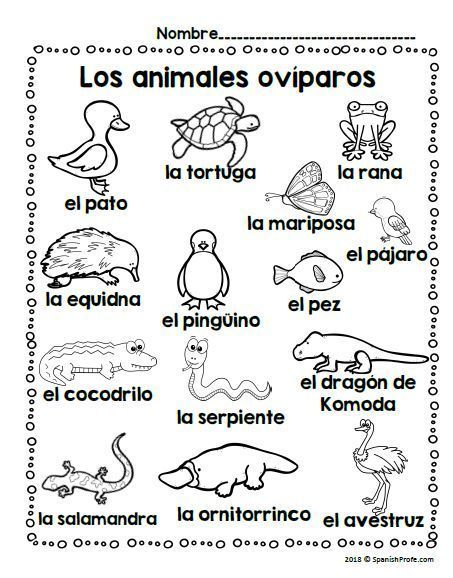 Nombre_______________________________
Los animales ovíparos
el pato
la tortuga
la rana
la mariposa
el pájaro
la equidna
el pingüino
el pez
el cocodrilo
la serpiente
el dragón de
Komoda
la salamandra
la ornitorrinco
el avestruz
2018 © SpanishProfe.com